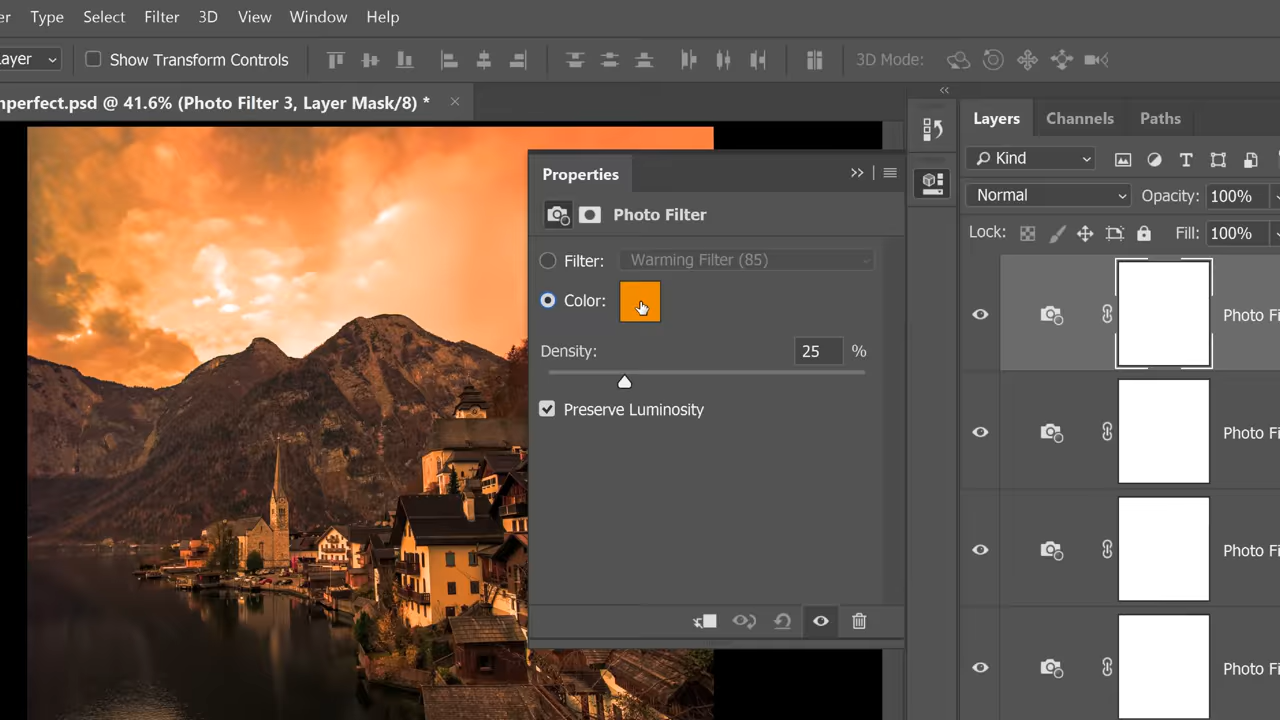 er Type Select Filter 3D View Window Help
ayer Show Transform Controls 3D Mode:
nperfect.psd @ 41.6% (Photo Filter 3, Layer Mask/8) *
Layers Channels Paths
Kind
Properties
Normal Opacity: 100%
Photo Filter
Lock: Fill: 100%
Filter: Warming Filter (85)
Color:
Photo Fi
Density: 25 %
Preserve Luminosity
Photo Fi
Photo Fi
Photo Fi